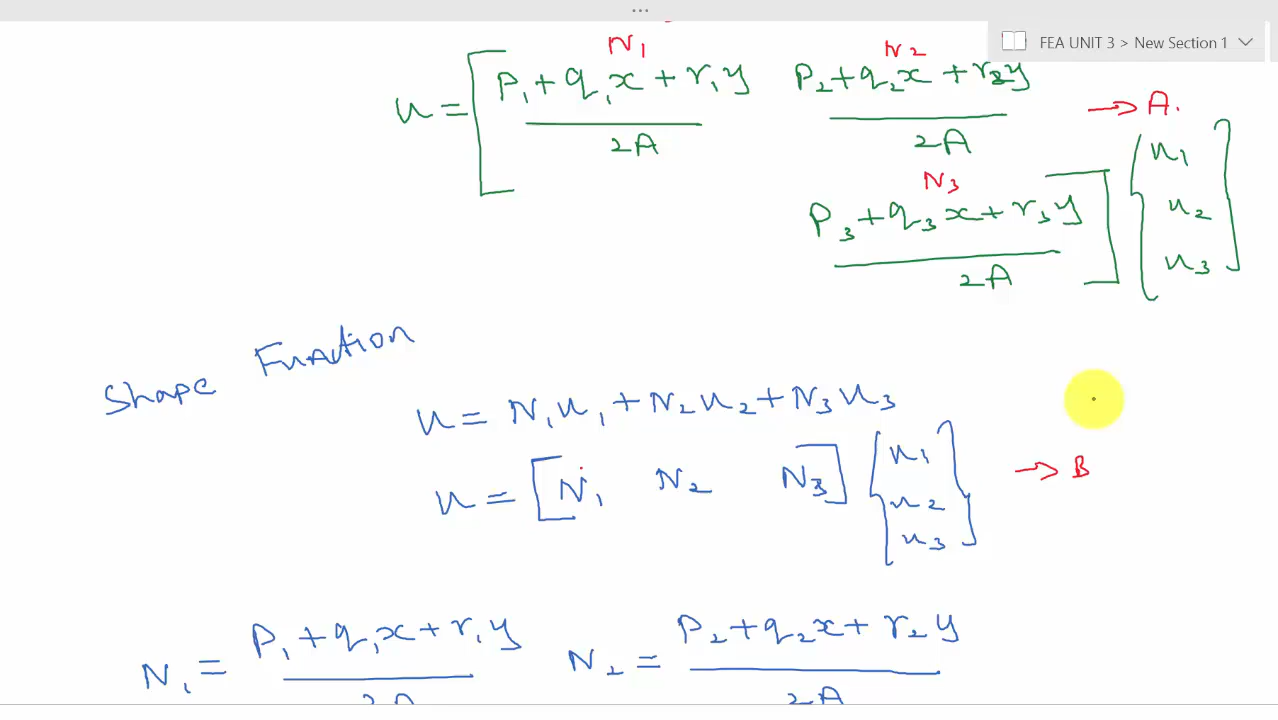 ...
FEA UNIT 3 > New Section 1
N1 N2
u = [ P1 + q1x + r1y / 2A   P2 + q2x + r2y / 2A → A.
N3
P3 + q3x + r3y / 2A ] { u1 u2 u3 }
Shape Function
u = N1u1 + N2u2 + N3u3
u = [ N1 N2 N3 ] { u1 u2 u3 } → B
N1 = P1 + q1x + r1y / 2A   N2 = P2 + q2x + r2y / 2A